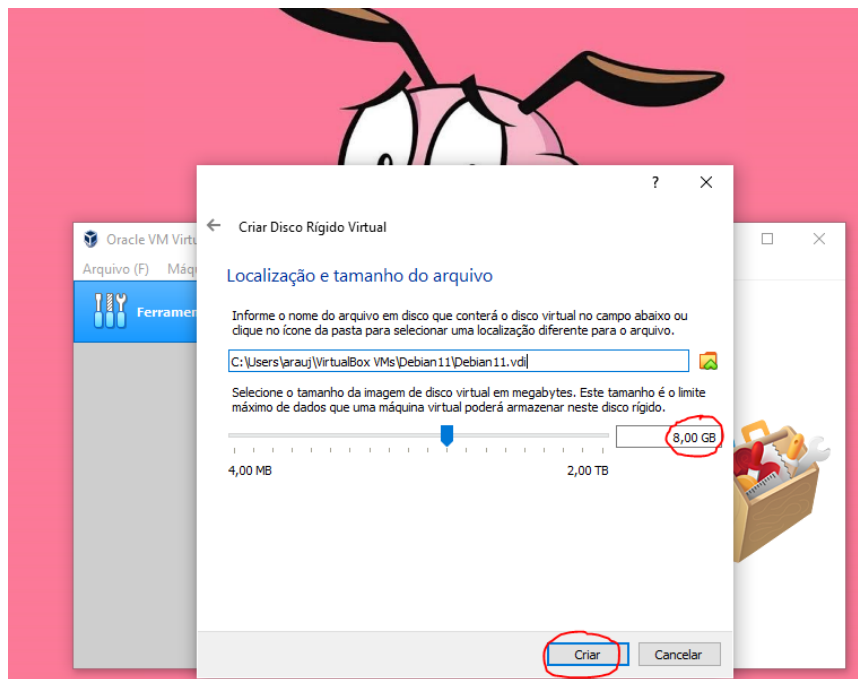 Criar Disco Rígido Virtual
Oracle VM Virtu
Arquivo (F) Máqu
Ferramen
Localização e tamanho do arquivo
Informe o nome do arquivo em disco que conterá o disco virtual no campo abaixo ou
clique no ícone da pasta para selecionar uma localização diferente para o arquivo.
C:\Users\arauj\VirtualBox VMs\Debian11\Debian11.vdi
Selecione o tamanho da imagem de disco virtual em megabytes. Este tamanho é o limite
máximo de dados que uma máquina virtual poderá armazenar neste disco rígido.
8,00 GB
4,00 MB 2,00 TB
Criar Cancelar